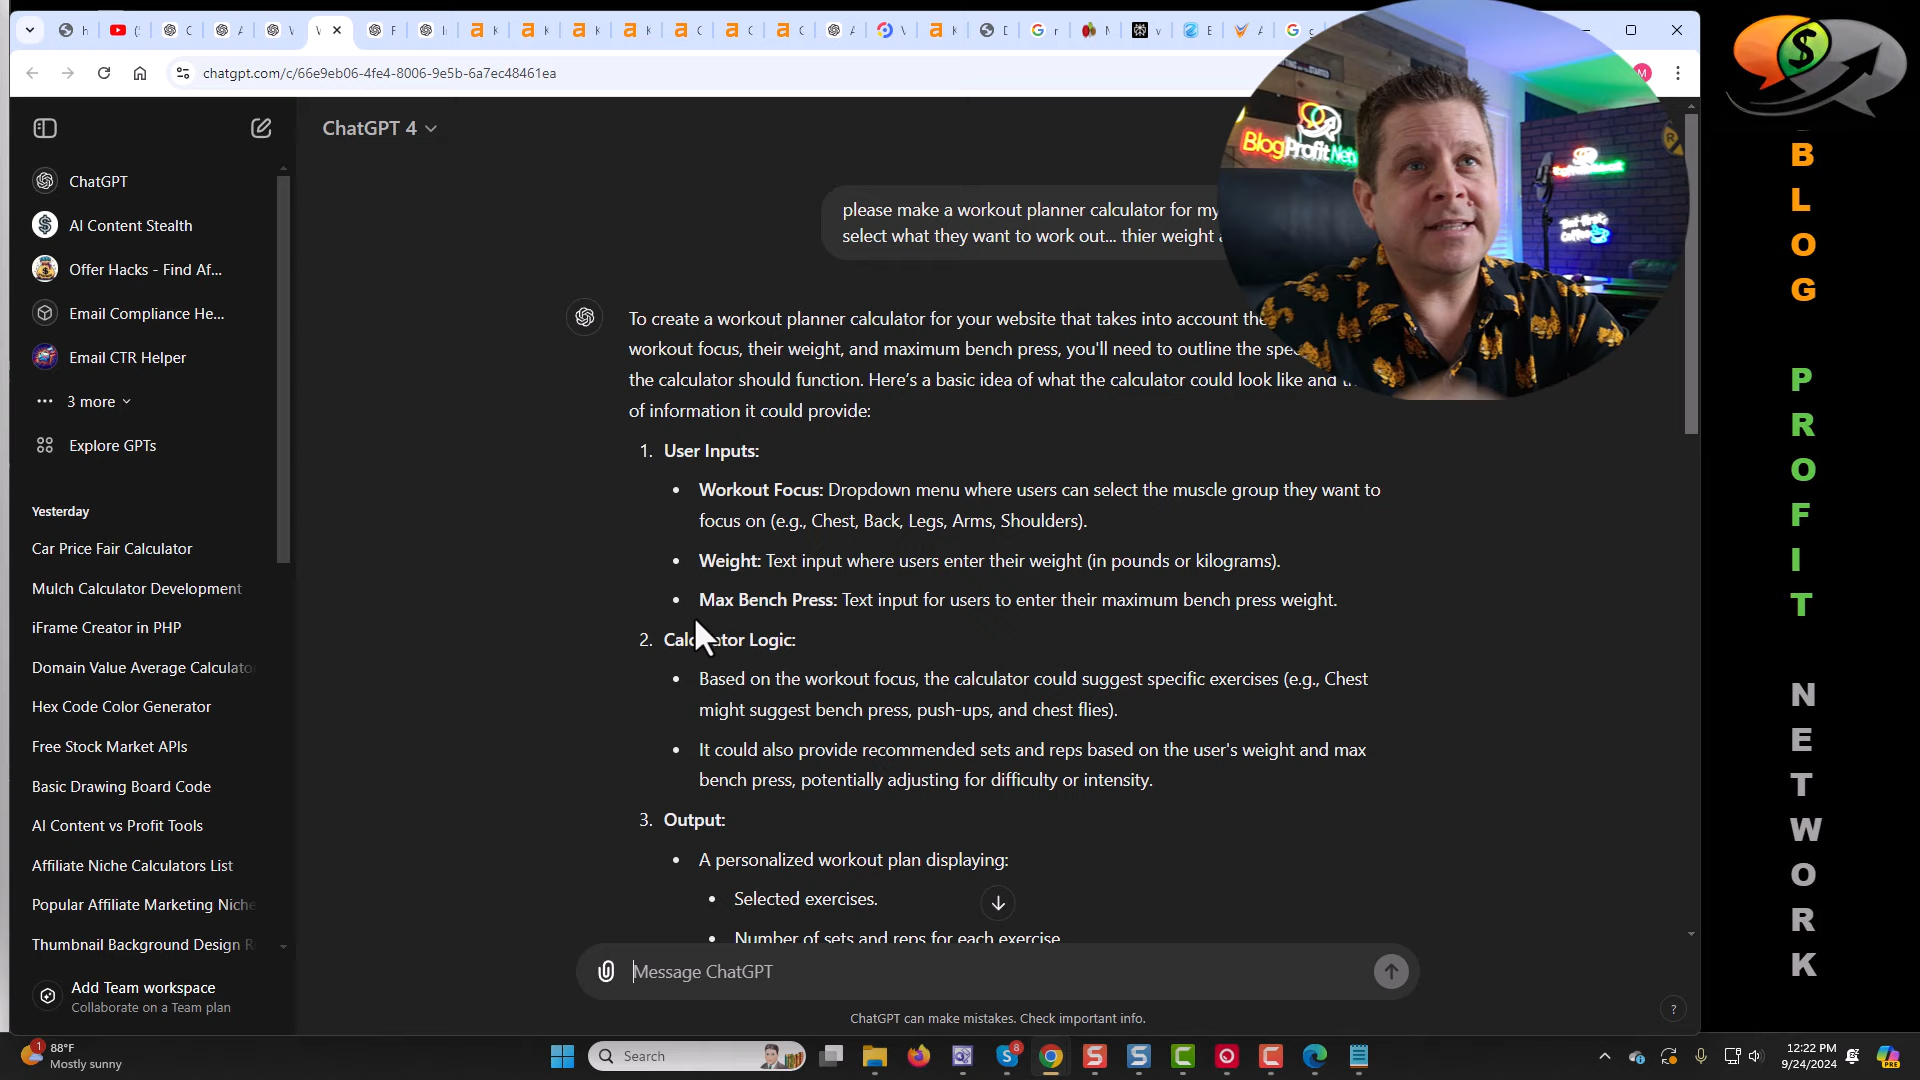 chatgpt.com/c/66e9eb06-4fe4-8006-9e5b-6a7ec48461ea
M
ChatGPT 4
ChatGPT
AI Content Stealth
Offer Hacks - Find Af...
Email Compliance He...
Email CTR Helper
3 more
Explore GPTs
Yesterday
Car Price Fair Calculator
Mulch Calculator Development
iFrame Creator in PHP
Domain Value Average Calculato
Hex Code Color Generator
Free Stock Market APIs
Basic Drawing Board Code
AI Content vs Profit Tools
Affiliate Niche Calculators List
Popular Affiliate Marketing Niche
Thumbnail Background Design R
Add Team workspace
Collaborate on a Team plan
please make a workout planner calculator for my
select what they want to work out... thier weight a
To create a workout planner calculator for your website that takes into account the
workout focus, their weight, and maximum bench press, you'll need to outline the spe
the calculator should function. Here's a basic idea of what the calculator could look like and
of information it could provide:
1. User Inputs:
• Workout Focus: Dropdown menu where users can select the muscle group they want to
focus on (e.g., Chest, Back, Legs, Arms, Shoulders).
• Weight: Text input where users enter their weight (in pounds or kilograms).
• Max Bench Press: Text input for users to enter their maximum bench press weight.
2. Calculator Logic:
• Based on the workout focus, the calculator could suggest specific exercises (e.g., Chest
might suggest bench press, push-ups, and chest flies).
• It could also provide recommended sets and reps based on the user's weight and max
bench press, potentially adjusting for difficulty or intensity.
3. Output:
• A personalized workout plan displaying:
• Selected exercises.
• Number of sets and reps for each exercise
Message ChatGPT
ChatGPT can make mistakes. Check important info.
?
BlogProfitNet
BLOG
PROFIT
NETWORK
88°F
Mostly sunny
Search
12:22 PM
9/24/2024